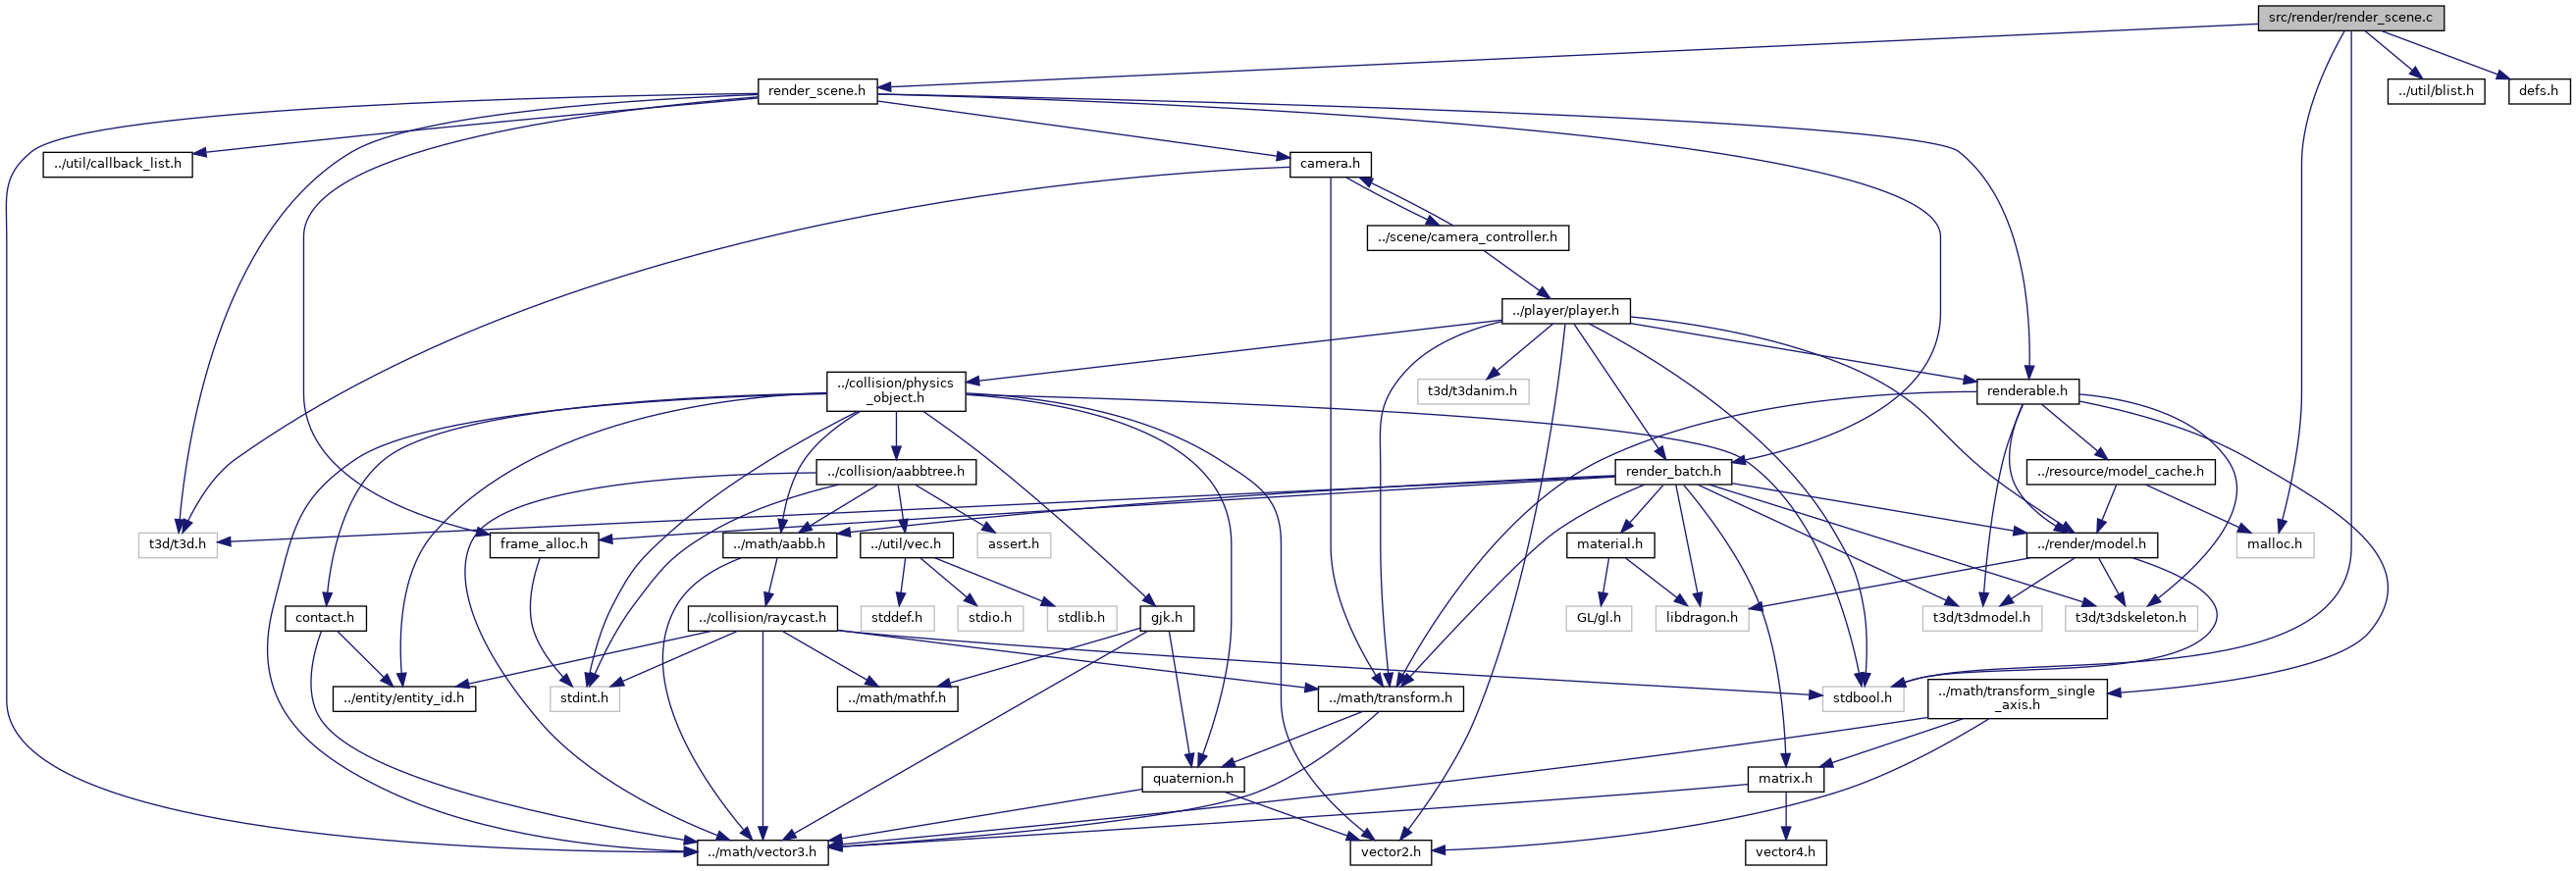 src/render/render_scene.c
render_scene.h
../util/blist.h
defs.h
../util/callback_list.h
camera.h
../scene/camera_controller.h
../player/player.h
../collision/physics
_object.h
t3d/t3danim.h
renderable.h
../collision/aabbtree.h
render_batch.h
../resource/model_cache.h
t3d/t3d.h
frame_alloc.h
../math/aabb.h
../util/vec.h
assert.h
material.h
../render/model.h
malloc.h
contact.h
../collision/raycast.h
stddef.h
stdio.h
stdlib.h
gjk.h
GL/gl.h
libdragon.h
t3d/t3dmodel.h
t3d/t3dskeleton.h
../entity/entity_id.h
stdint.h
../math/mathf.h
../math/transform.h
stdbool.h
../math/transform_single
_axis.h
quaternion.h
matrix.h
../math/vector3.h
vector2.h
vector4.h